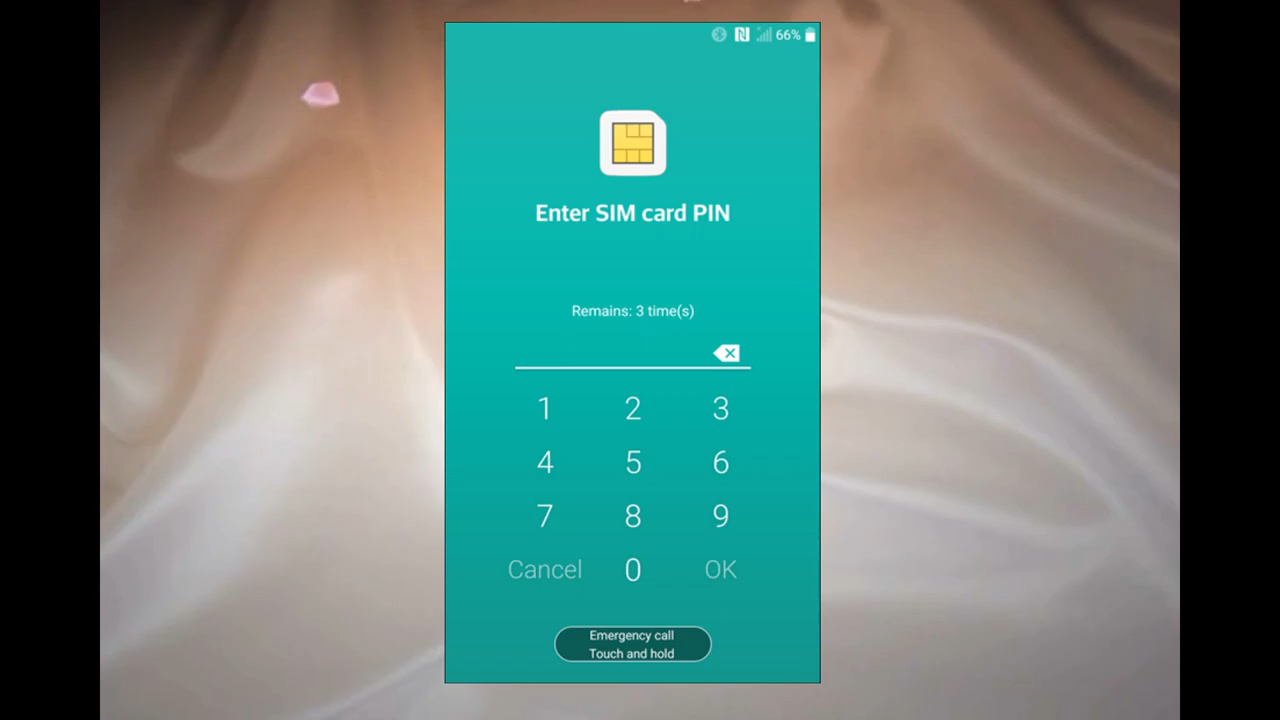 66%
Enter SIM card PIN
Remains: 3 time(s)
1 2 3
4 5 6
7 8 9
Cancel 0 OK
Emergency call
Touch and hold